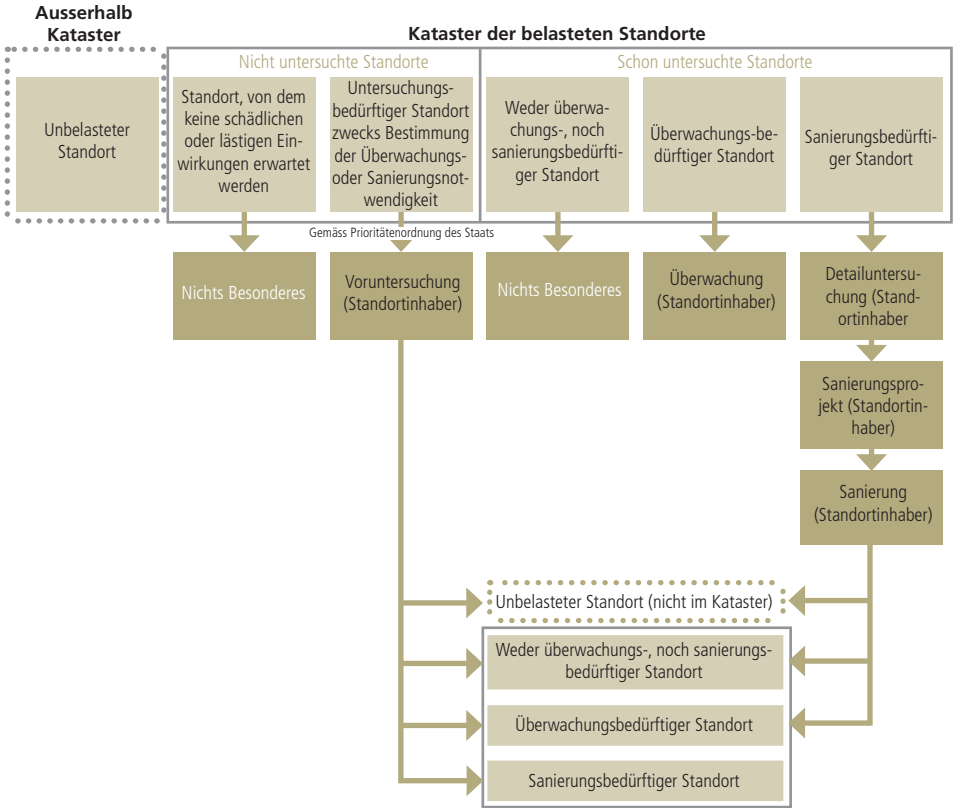 Ausserhalb
Kataster
Kataster der belasteten Standorte
Nicht untersuchte Standorte
Schon untersuchte Standorte
Unbelasteter
Standort
Standort, von dem
keine schädlichen
oder lästigen Ein-
wirkungen erwartet
werden
Untersuchungs-
bedürftiger Standort
zwecks Bestimmung
der Überwachungs-
oder Sanierungsnot-
wendigkeit
Weder überwa-
chungs-, noch
sanierungsbedürfti-
ger Standort
Überwachungs-be-
dürftiger Standort
Sanierungsbedürfti-
ger Standort
Gemäss Prioritätenordnung des Staats
Nichts Besonderes
Voruntersuchung
(Standortinhaber)
Nichts Besonderes
Überwachung
(Standortinhaber)
Detailuntersu-
chung (Stand-
ortinhaber
Sanierungspro-
jekt (Standortin-
haber)
Sanierung
(Standortinhaber)
Unbelasteter Standort (nicht im Kataster)
Weder überwachungs-, noch sanierungs-
bedürftiger Standort
Überwachungsbedürftiger Standort
Sanierungsbedürftiger Standort